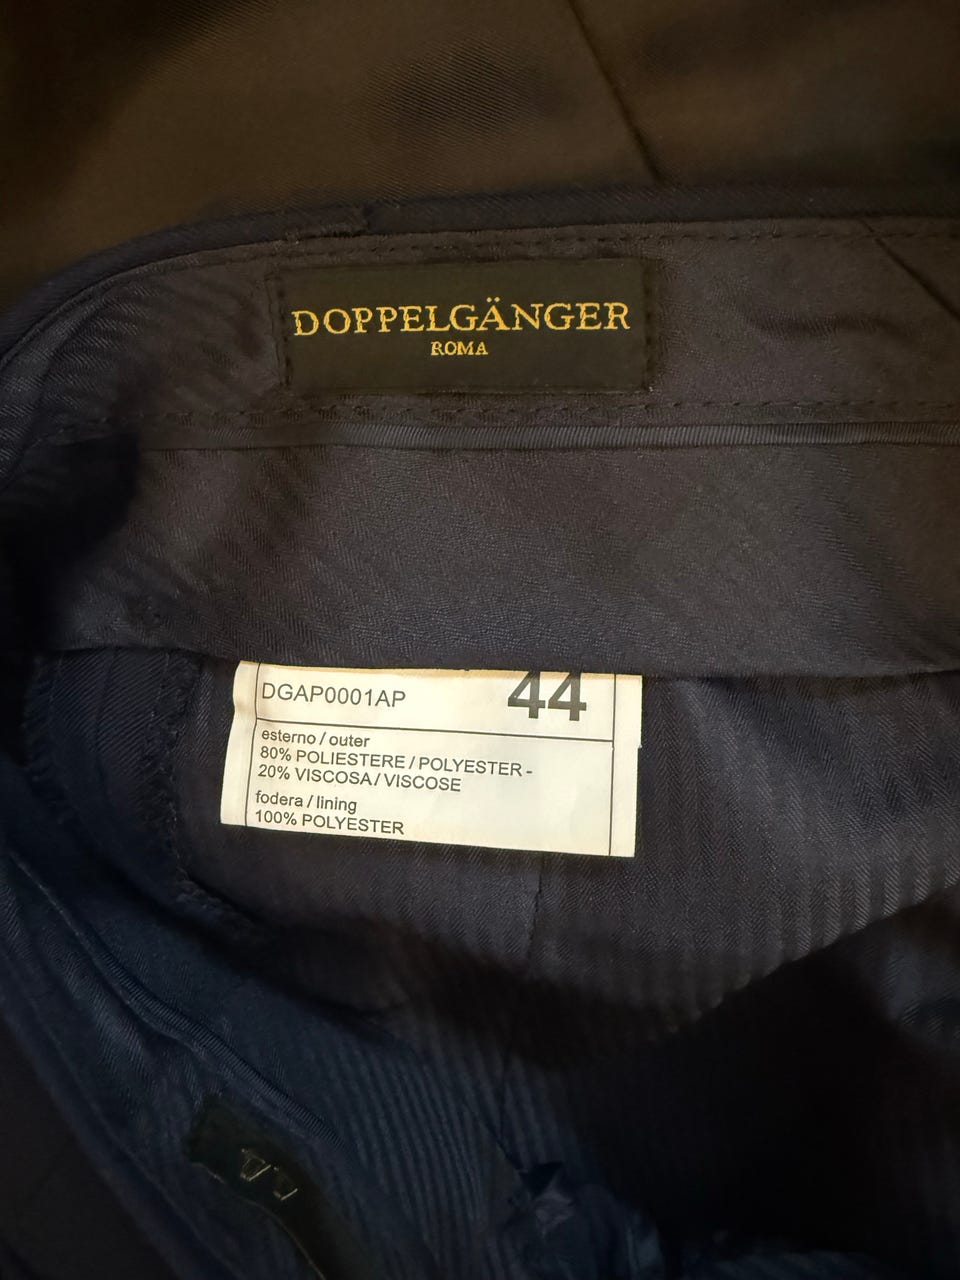 DOPPELGÄNGER
ROMA
DGAP0001AP 44
esterno / outer
80% POLIESTERE / POLYESTER -
20% VISCOSA / VISCOSE
fodera / lining
100% POLYESTER